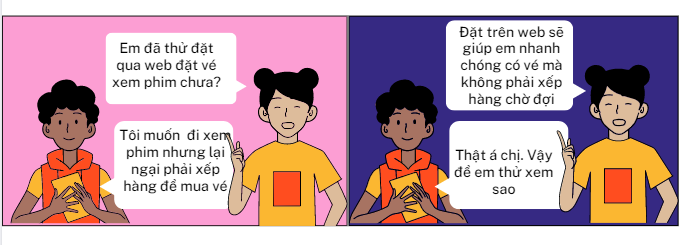 Em đã thử đặt
qua web đặt vé
xem phim chưa?
Tôi muốn đi xem
phim nhưng lại
ngại phải xếp
hàng để mua vé
Đặt trên web sẽ
giúp em nhanh
chóng có vé mà
không phải xếp
hàng chờ đợi
Thật á chị. Vậy
để em thử xem
sao